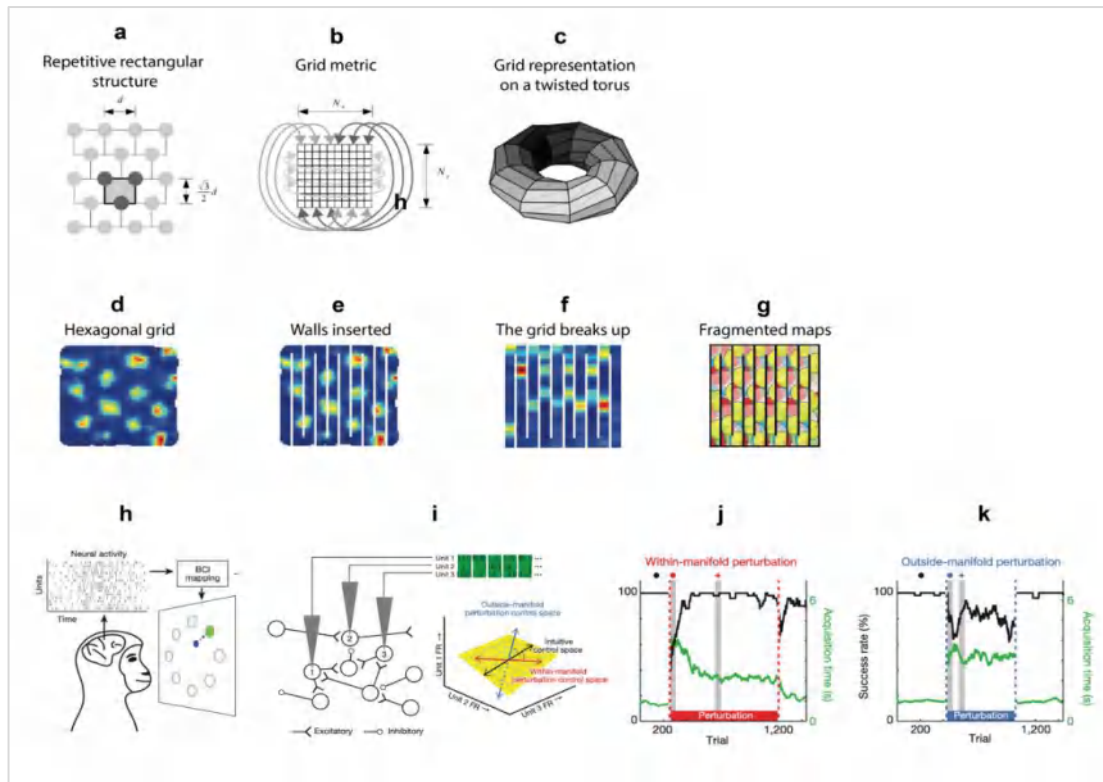 a
Repetitive rectangular
structure
d
√3/2 d
b
Grid metric
h
c
Grid representation
on a twisted torus
d
Hexagonal grid
e
Walls inserted
f
The grid breaks up
g
Fragmented maps
h
Neural activity
Units
Time
BCI
mapping
i
Unit 1
Unit 2
Unit 3
1
2
3
Excitatory
Inhibitory
Outside-manifold
perturbation control space
Intuitive
control space
Within-manifold
perturbation control space
Unit 1 FR →
Unit 2 FR →
Unit 3 FR →
j
Within-manifold perturbation
100
0
6
0
Acquisition time (s)
Perturbation
200
1,200
Trial
k
Outside-manifold perturbation
Success rate (%)
100
0
6
0
Acquisition time (s)
Perturbation
200
1,200
Trial